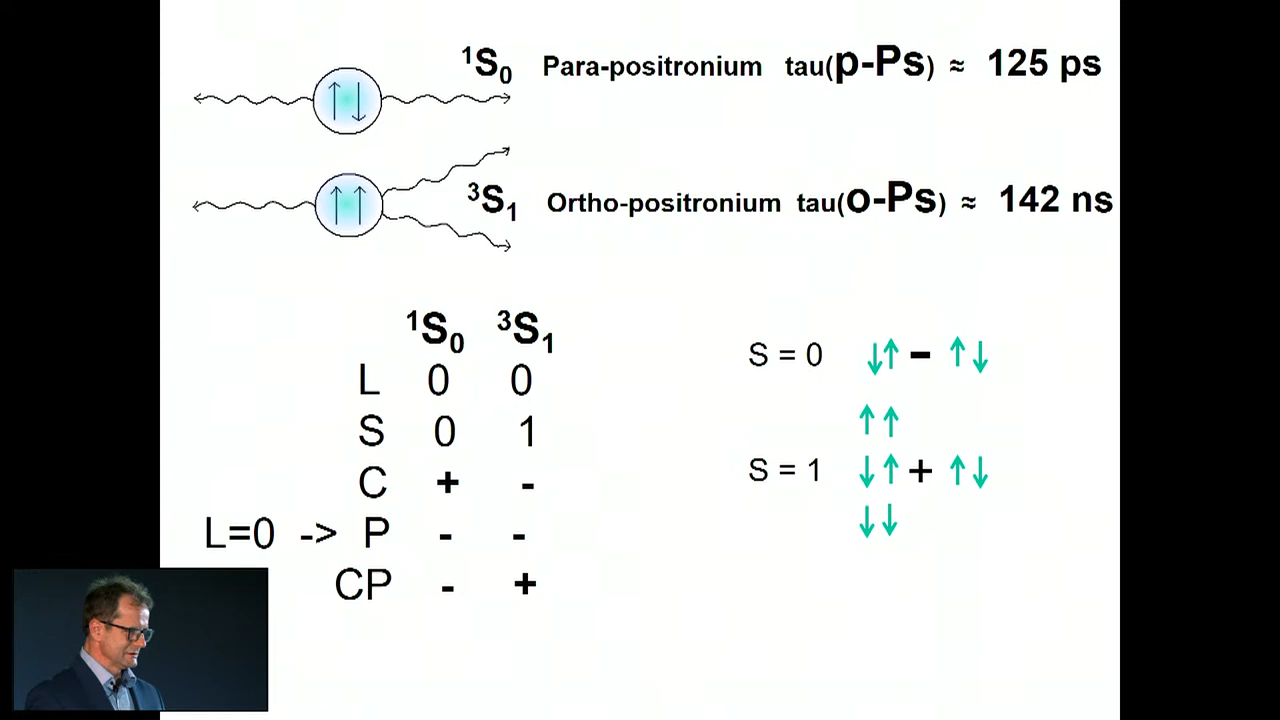 ¹S₀ Para-positronium tau(p-Ps) ≈ 125 ps
↑↓
³S₁ Ortho-positronium tau(o-Ps) ≈ 142 ns
↑↑
¹S₀ ³S₁
L 0 0
S 0 1
C + -
L=0 -> P - -
CP - +
S = 0 ↓↑ - ↑↓
↑↑
S = 1 ↓↑ + ↑↓
↓↓